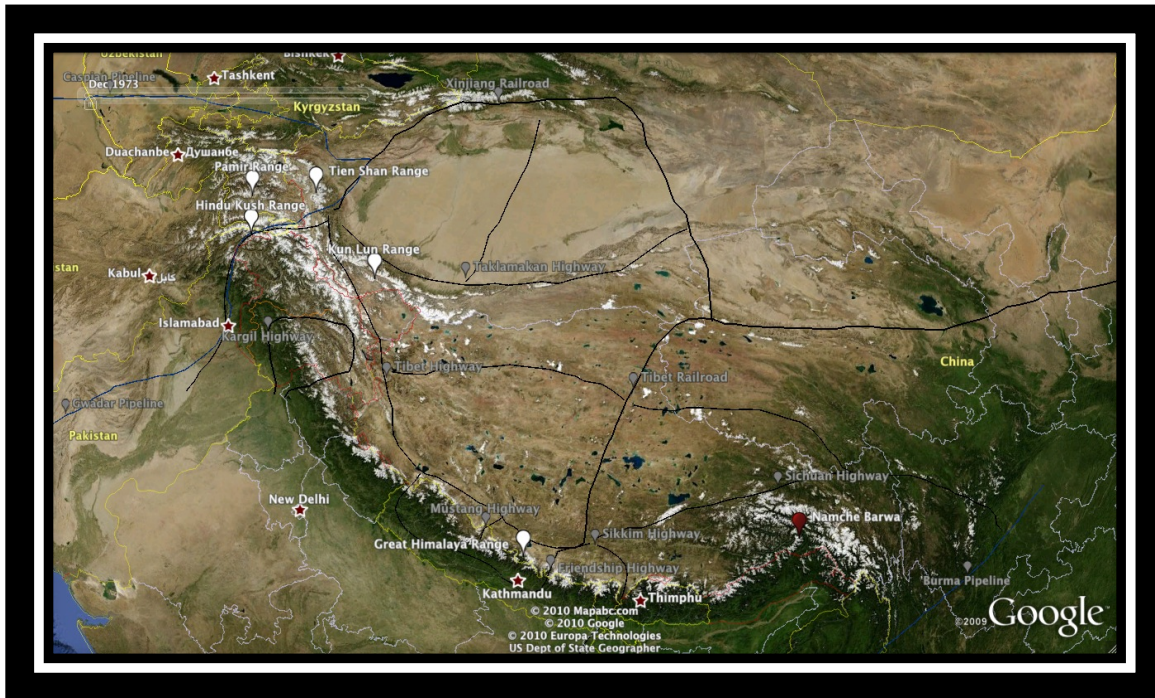 Uzbekistan
Bishkek
Caspian Pipeline
Tashkent
Dec 1973
Xinjiang Railroad
Kyrgyzstan
Duachanbe
Душанбе
Pamir Range
Tien Shan Range
Hindu Kush Range
Kun Lun Range
Taklamakan Highway
stan
Kabul
كابل
Islamabad
Kargil Highway
China
Tibet Highway
Tibet Railroad
Gwadar Pipeline
Pakistan
Sichuan Highway
New Delhi
Mustang Highway
Namche Barwa
Sikkim Highway
Great Himalaya Range
Friendship Highway
Burma Pipeline
Kathmandu
Thimphu
© 2010 Mapabc.com
© 2010 Google
© 2010 Europa Technologies
US Dept of State Geographer
©2009 Google